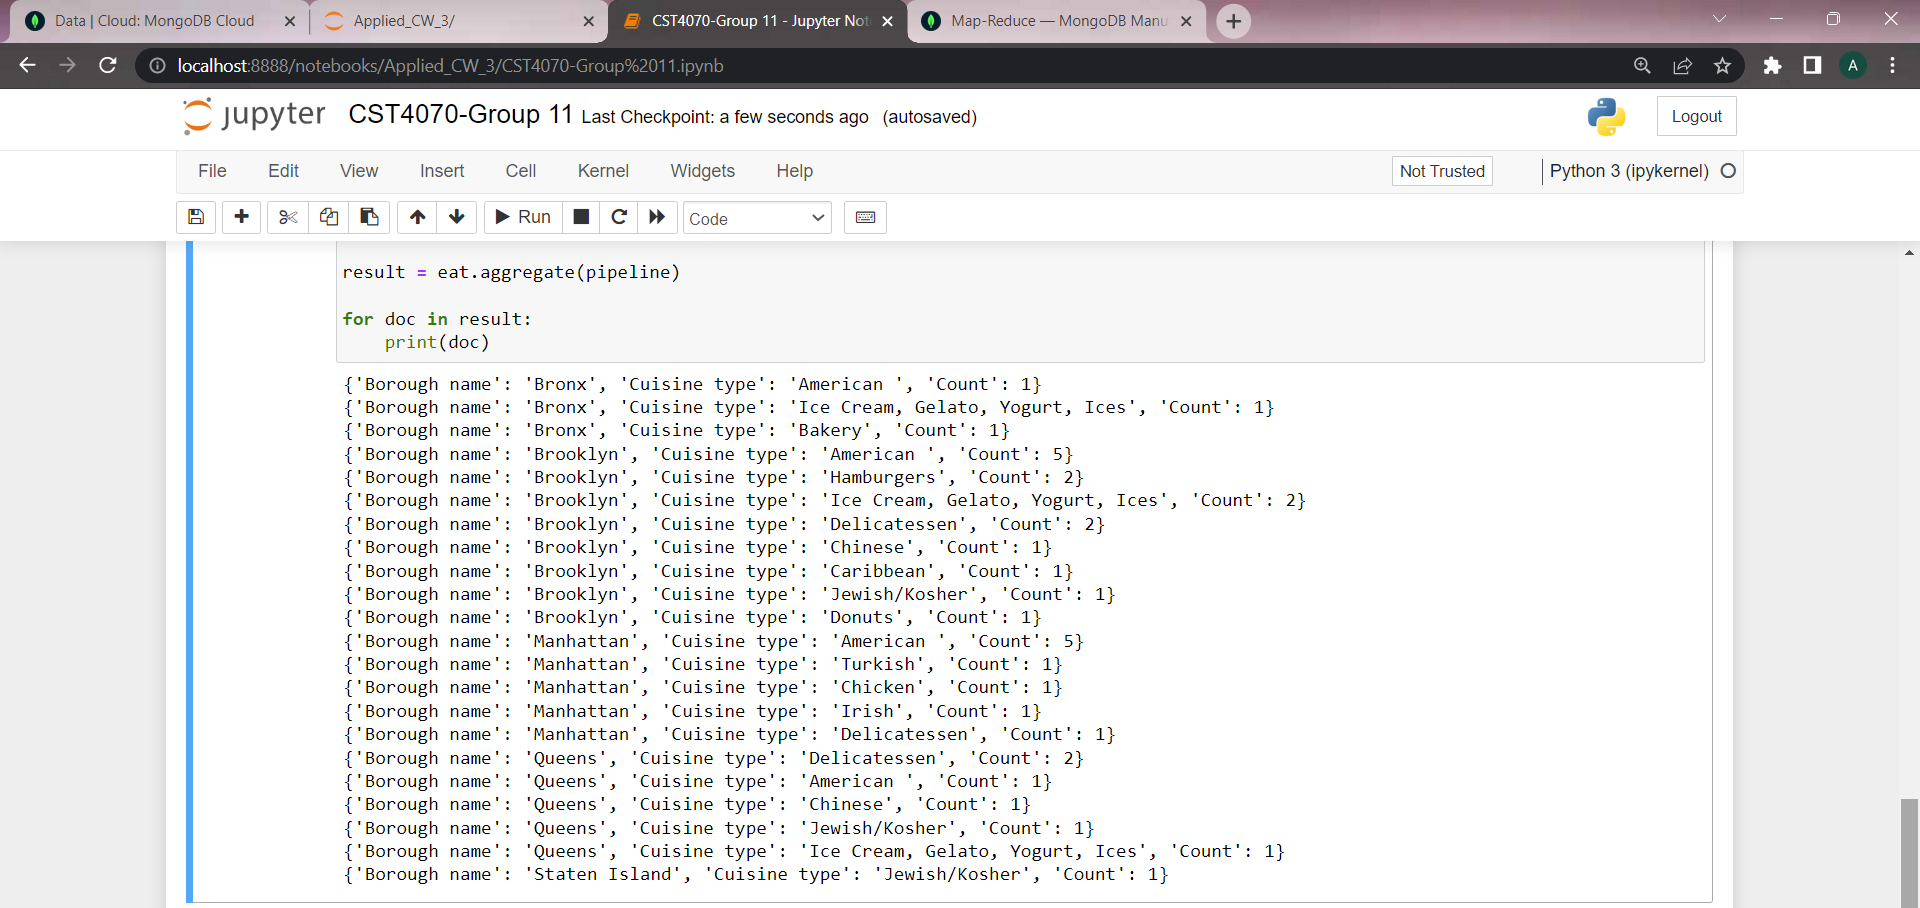 Data | Cloud: MongoDB Cloud
Applied_CW_3/
CST4070-Group 11 - Jupyter Not
Map-Reduce — MongoDB Manu
localhost:8888/notebooks/Applied_CW_3/CST4070-Group%2011.ipynb
A
jupyter CST4070-Group 11 Last Checkpoint: a few seconds ago (autosaved)
Logout
File Edit View Insert Cell Kernel Widgets Help
Not Trusted
Python 3 (ipykernel)
Run
Code
result = eat.aggregate(pipeline)
for doc in result:
    print(doc)
{'Borough name': 'Bronx', 'Cuisine type': 'American ', 'Count': 1}
{'Borough name': 'Bronx', 'Cuisine type': 'Ice Cream, Gelato, Yogurt, Ices', 'Count': 1}
{'Borough name': 'Bronx', 'Cuisine type': 'Bakery', 'Count': 1}
{'Borough name': 'Brooklyn', 'Cuisine type': 'American ', 'Count': 5}
{'Borough name': 'Brooklyn', 'Cuisine type': 'Hamburgers', 'Count': 2}
{'Borough name': 'Brooklyn', 'Cuisine type': 'Ice Cream, Gelato, Yogurt, Ices', 'Count': 2}
{'Borough name': 'Brooklyn', 'Cuisine type': 'Delicatessen', 'Count': 2}
{'Borough name': 'Brooklyn', 'Cuisine type': 'Chinese', 'Count': 1}
{'Borough name': 'Brooklyn', 'Cuisine type': 'Caribbean', 'Count': 1}
{'Borough name': 'Brooklyn', 'Cuisine type': 'Jewish/Kosher', 'Count': 1}
{'Borough name': 'Brooklyn', 'Cuisine type': 'Donuts', 'Count': 1}
{'Borough name': 'Manhattan', 'Cuisine type': 'American ', 'Count': 5}
{'Borough name': 'Manhattan', 'Cuisine type': 'Turkish', 'Count': 1}
{'Borough name': 'Manhattan', 'Cuisine type': 'Chicken', 'Count': 1}
{'Borough name': 'Manhattan', 'Cuisine type': 'Irish', 'Count': 1}
{'Borough name': 'Manhattan', 'Cuisine type': 'Delicatessen', 'Count': 1}
{'Borough name': 'Queens', 'Cuisine type': 'Delicatessen', 'Count': 2}
{'Borough name': 'Queens', 'Cuisine type': 'American ', 'Count': 1}
{'Borough name': 'Queens', 'Cuisine type': 'Chinese', 'Count': 1}
{'Borough name': 'Queens', 'Cuisine type': 'Jewish/Kosher', 'Count': 1}
{'Borough name': 'Queens', 'Cuisine type': 'Ice Cream, Gelato, Yogurt, Ices', 'Count': 1}
{'Borough name': 'Staten Island', 'Cuisine type': 'Jewish/Kosher', 'Count': 1}